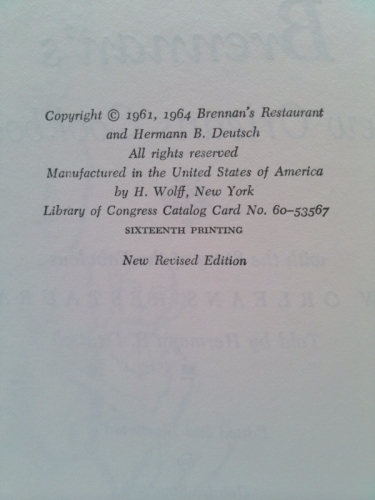 Copyright © 1961, 1964 Brennan's Restaurant
and Hermann B. Deutsch
All rights reserved
Manufactured in the United States of America
by H. Wolff, New York
Library of Congress Catalog Card No. 60–53567
SIXTEENTH PRINTING
New Revised Edition